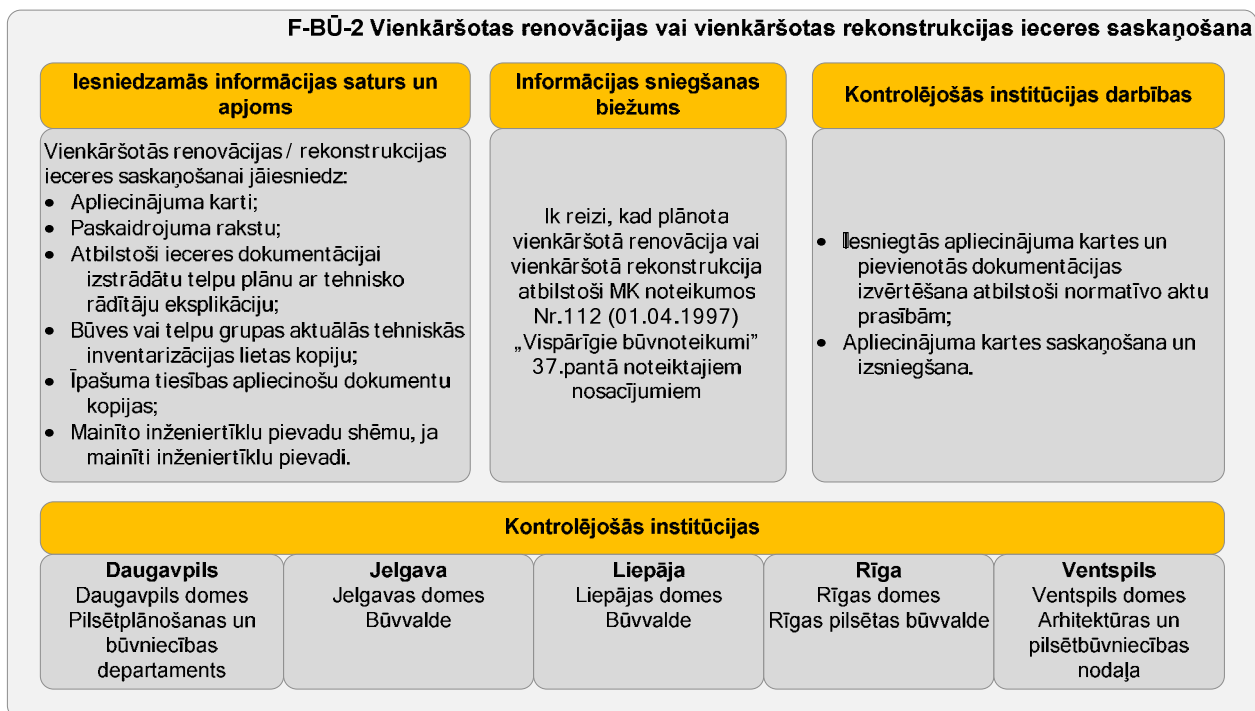 F-BŪ-2 Vienkāršotas renovācijas vai vienkāršotas rekonstrukcijas ieceres saskaņošana
Iesniedzamās informācijas saturs un
apjoms
Vienkāršotās renovācijas / rekonstrukcijas
ieceres saskaņošanai jāiesniedz:
• Apliecinājuma karti;
• Paskaidrojuma rakstu;
• Atbilstoši ieceres dokumentācijai
izstrādātu telpu plānu ar tehnisko
rādītāju eksplikāciju;
• Būves vai telpu grupas aktuālās tehniskās
inventarizācijas lietas kopiju;
• Īpašuma tiesības apliecinošu dokumentu
kopijas;
• Mainīto inženiertīklu pievadu shēmu, ja
mainīti inženiertīklu pievadi.
Informācijas sniegšanas
biežums
Ik reizi, kad plānota
vienkāršotā renovācija vai
vienkāršotā rekonstrukcija
atbilstoši MK noteikumos
Nr.112 (01.04.1997)
„Vispārīgie būvnoteikumi”
37.pantā noteiktajiem
nosacījumiem
Kontrolējošās institūcijas darbības
• Iesniegtās apliecinājuma kartes un
pievienotās dokumentācijas
izvērtēšana atbilstoši normatīvo aktu
prasībām;
• Apliecinājuma kartes saskaņošana un
izsniegšana.
Kontrolējošās institūcijas
Daugavpils
Daugavpils domes
Pilsētplānošanas un
būvniecības
departaments
Jelgava
Jelgavas domes
Būvvalde
Liepāja
Liepājas domes
Būvvalde
Rīga
Rīgas domes
Rīgas pilsētas būvvalde
Ventspils
Ventspils domes
Arhitektūras un
pilsētbūvniecības
nodaļa